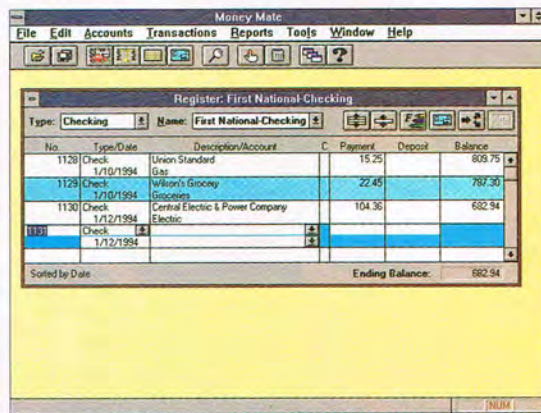 Money Mate
File Edit Accounts Transactions Reports Tools Window Help
Register: First National-Checking
Type: Checking Name: First National-Checking
No. Type/Date Description/Account C Payment Deposit Balance
1128 Check Union Standard 15.25 809.75
1/10/1994 Gas
1129 Check Wilson's Grocery 22.45 787.30
1/10/1994 Groceries
1130 Check Central Electric & Power Company 104.36 682.94
1/12/1994 Electric
1131 Check
1/12/1994
Sorted by Date Ending Balance: 682.94
NUM